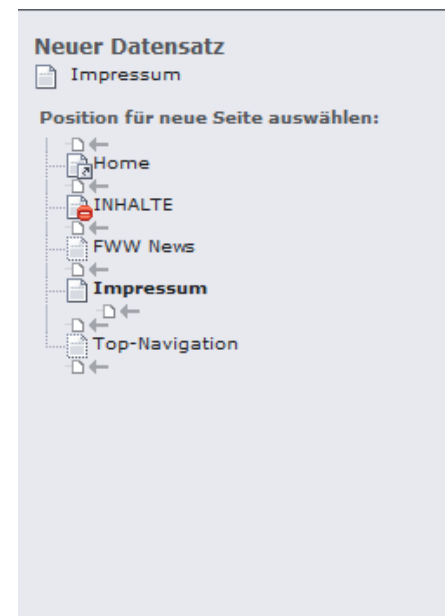 Neuer Datensatz
Impressum
Position für neue Seite auswählen:
Home
INHALTE
FWW News
Impressum
Top-Navigation